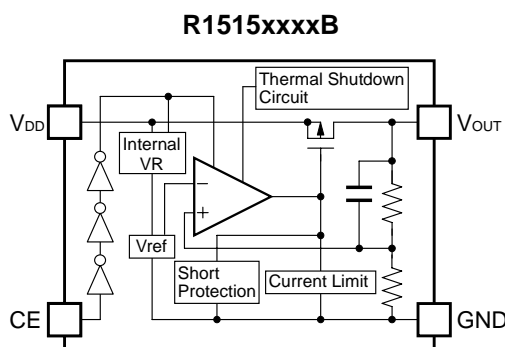 R1515xxxxB
Thermal Shutdown
Circuit
VDD
VOUT
Internal
VR
−
+
Vref
Short
Protection
Current Limit
CE
GND